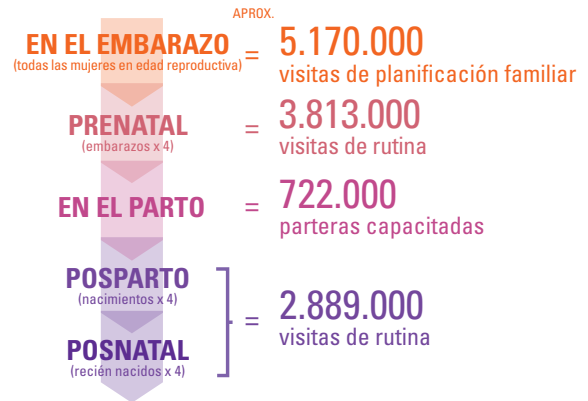 APROX.
EN EL EMBARAZO = 5.170.000
(todas las mujeres en edad reproductiva)
visitas de planificación familiar
PRENATAL = 3.813.000
(embarazos x 4)
visitas de rutina
EN EL PARTO = 722.000
parteras capacitadas
POSPARTO
(nacimientos x 4)
= 2.889.000
visitas de rutina
POSNATAL
(recién nacidos x 4)